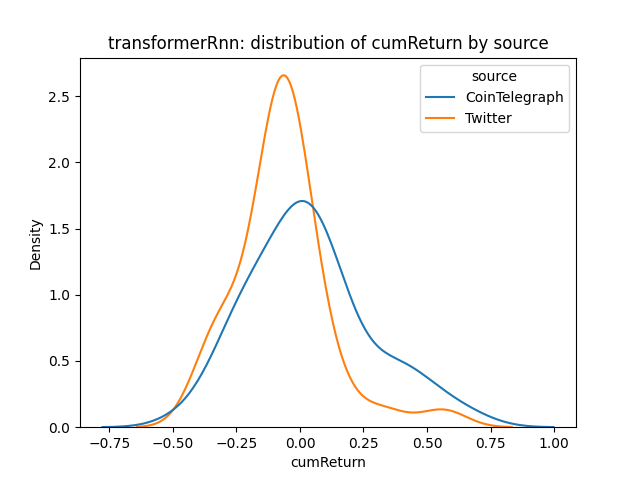 transformerRnn: distribution of cumReturn by source
source
CoinTelegraph
Twitter
Density
2.5
2.0
1.5
1.0
0.5
0.0
−0.75 −0.50 −0.25 0.00 0.25 0.50 0.75 1.00
cumReturn